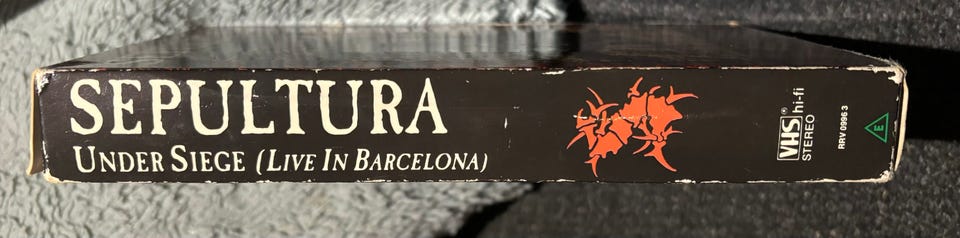 SEPULTURA
UNDER SIEGE (LIVE IN BARCELONA)
VHS® hi-fi
STEREO
RRV 0996 3
E